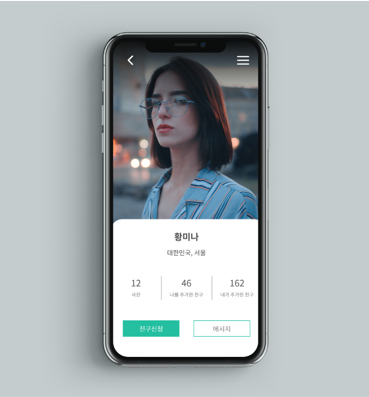 황미나
대한민국, 서울
12 46 162
사진 나를 추가한 친구 내가 추가한 친구
친구신청 메시지